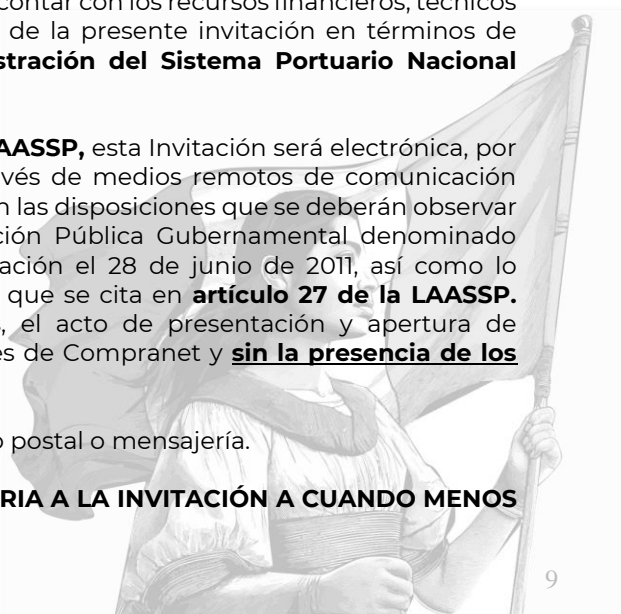 contar con los recursos financieros, técnicos
de la presente invitación en términos de
stración del Sistema Portuario Nacional
AASSP, esta Invitación será electrónica, por
vés de medios remotos de comunicación
n las disposiciones que se deberán observar
ción Pública Gubernamental denominado
ación el 28 de junio de 2011, así como lo
que se cita en artículo 27 de la LAASSP.
, el acto de presentación y apertura de
es de Compranet y sin la presencia de los
o postal o mensajería.
RIA A LA INVITACIÓN A CUANDO MENOS
9